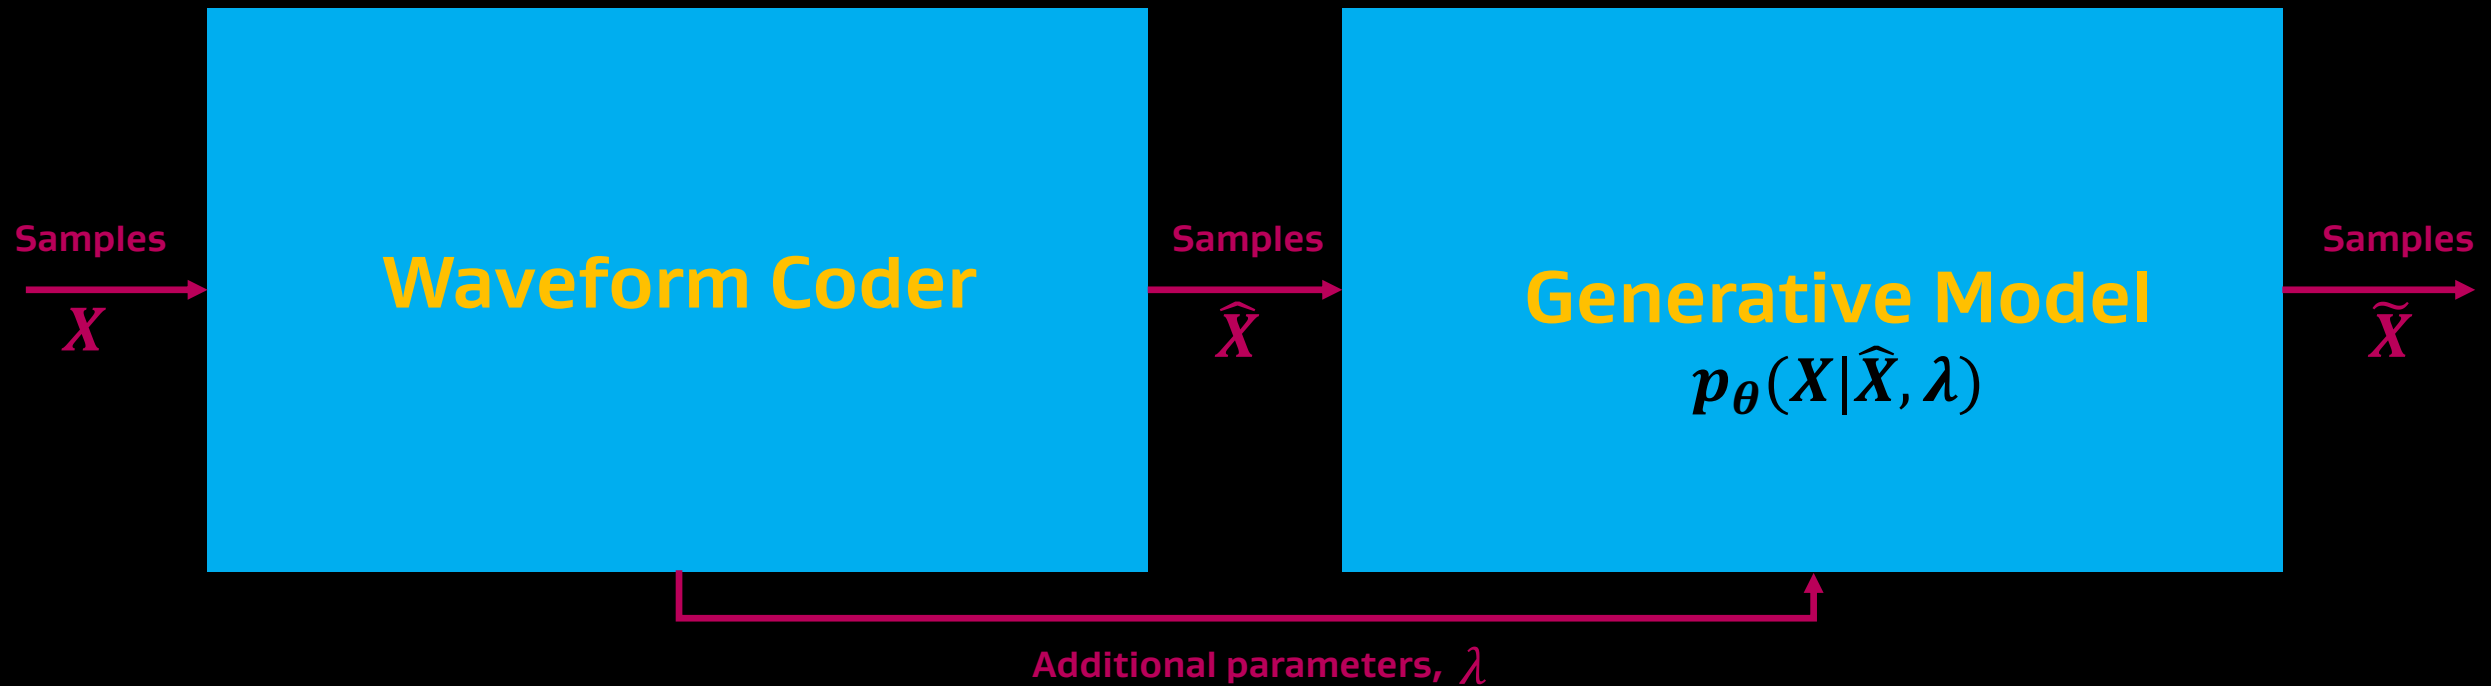 Samples
X
Waveform Coder
Samples
X̂
Generative Model
p_θ(X|X̂, λ)
Samples
X̃
Additional parameters, λ